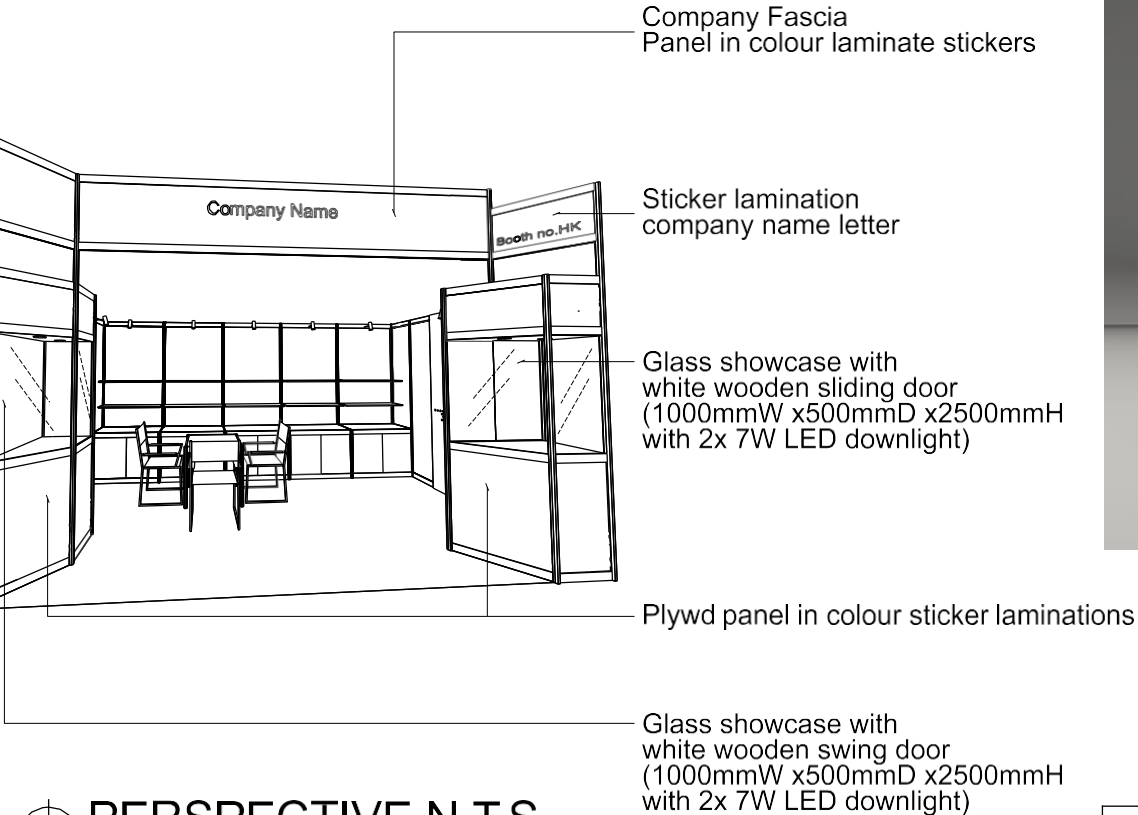 Company Fascia
Panel in colour laminate stickers
Company Name
Sticker lamination
company name letter
Booth no.HK
Glass showcase with
white wooden sliding door
(1000mmW x500mmD x2500mmH
with 2x 7W LED downlight)
Plywd panel in colour sticker laminations
Glass showcase with
white wooden swing door
(1000mmW x500mmD x2500mmH
with 2x 7W LED downlight)
PERSPECTIVE N.T.S.